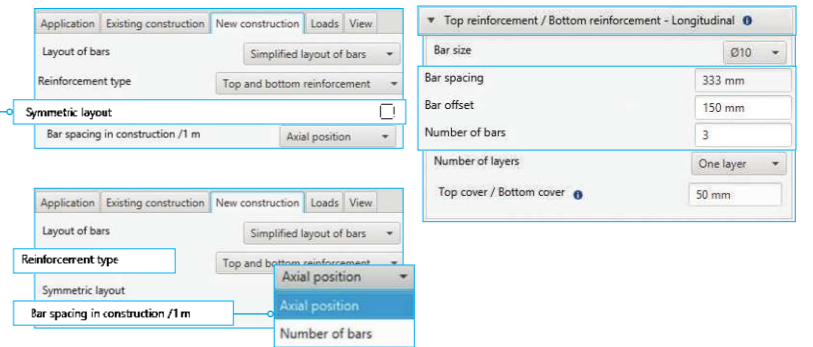 Application Existing construction New construction Loads View
Layout of bars Simplified layout of bars
Reinforcement type Top and bottom reinforcement
Symmetric layout
Bar spacing in construction /1 m Axial position
Top reinforcement / Bottom reinforcement - Longitudinal
Bar size Ø10
Bar spacing 333 mm
Bar offset 150 mm
Number of bars 3
Number of layers One layer
Top cover / Bottom cover 50 mm
Application Existing construction New construction Loads View
Layout of bars Simplified layout of bars
Reinforcerrent type Top and bottom reinforcement
Symmetric layout Axial position
Bar spacing in construction /1 m Axial position
Number of bars